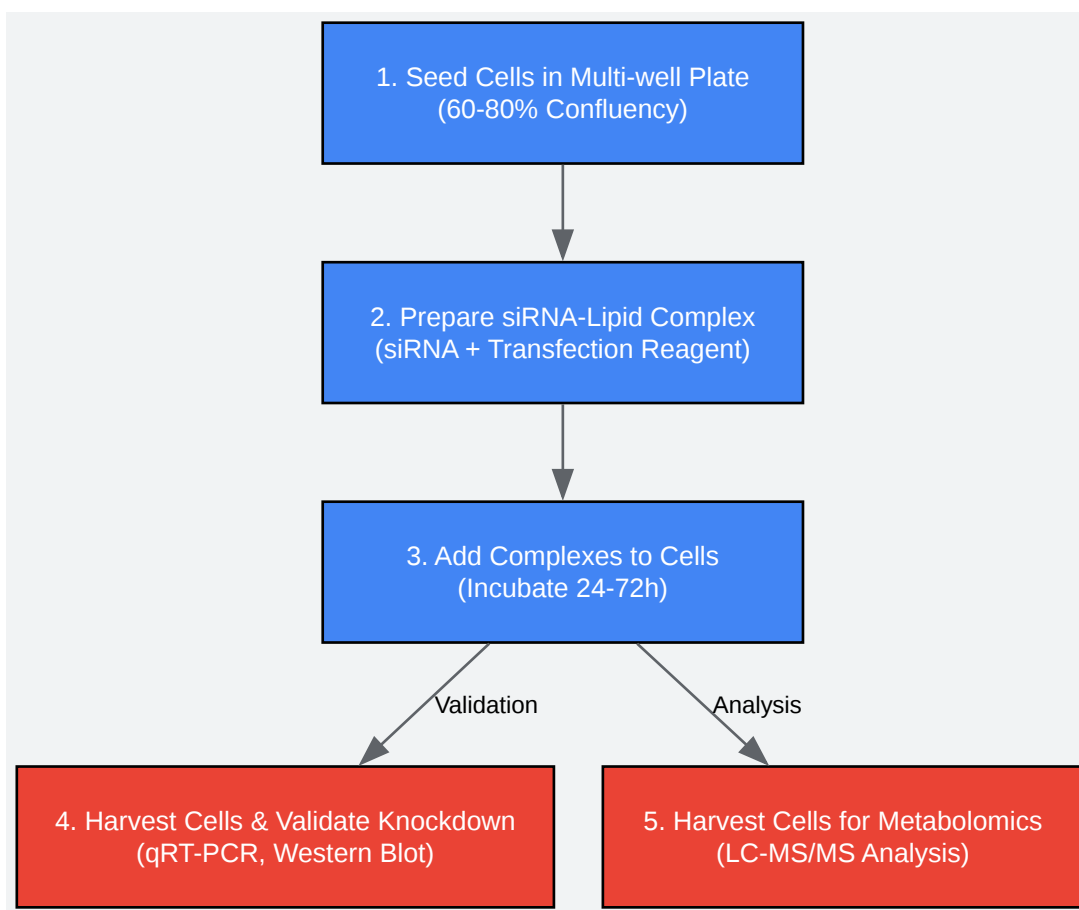 1. Seed Cells in Multi-well Plate
(60-80% Confluency)
2. Prepare siRNA-Lipid Complex
(siRNA + Transfection Reagent)
3. Add Complexes to Cells
(Incubate 24-72h)
Validation
Analysis
4. Harvest Cells & Validate Knockdown
(qRT-PCR, Western Blot)
5. Harvest Cells for Metabolomics
(LC-MS/MS Analysis)